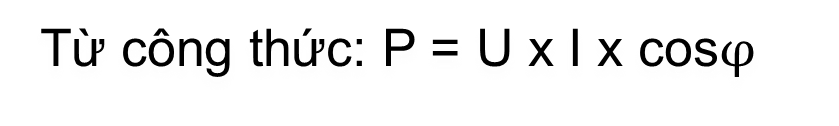 Từ công thức: P = U x I x cosφ